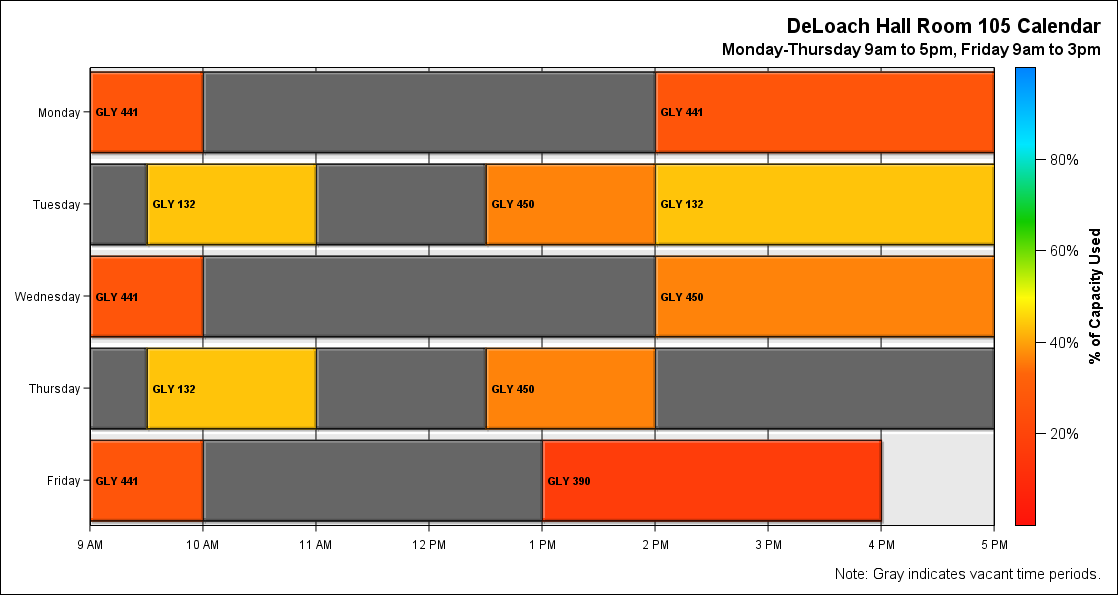 DeLoach Hall Room 105 Calendar
Monday-Thursday 9am to 5pm, Friday 9am to 3pm
Monday
GLY 441
GLY 441
Tuesday
GLY 132
GLY 450
GLY 132
Wednesday
GLY 441
GLY 450
Thursday
GLY 132
GLY 450
Friday
GLY 441
GLY 390
9 AM
10 AM
11 AM
12 PM
1 PM
2 PM
3 PM
4 PM
5 PM
80%
60%
40%
20%
% of Capacity Used
Note: Gray indicates vacant time periods.